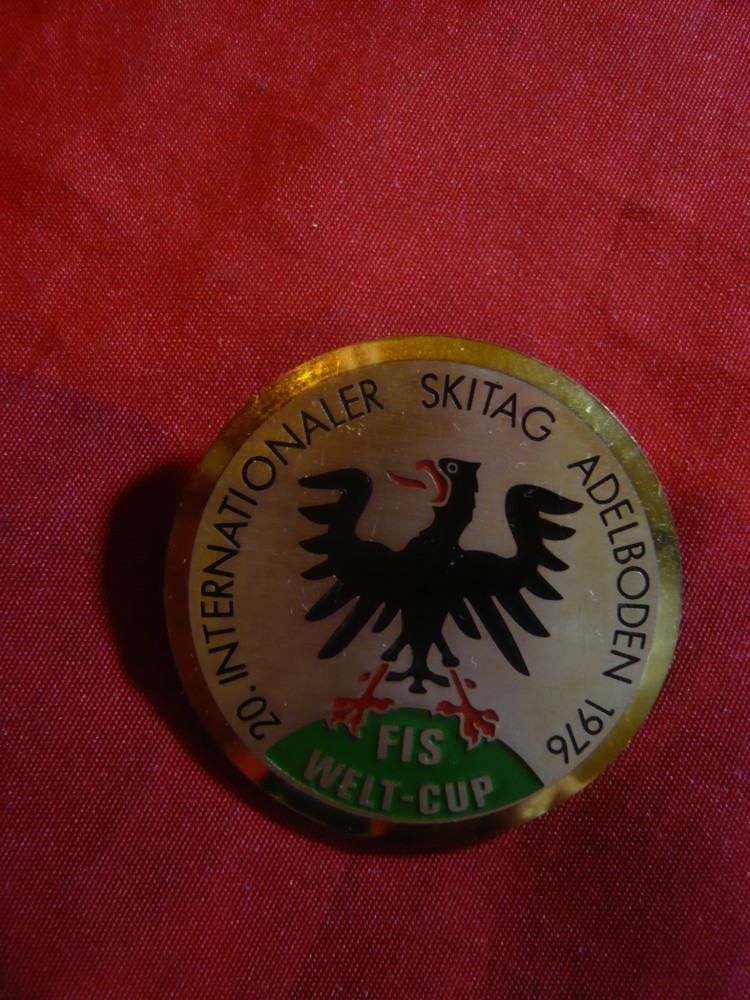 20. INTERNATIONALER SKITAG ADELBODEN 1976
FIS
WELT-CUP